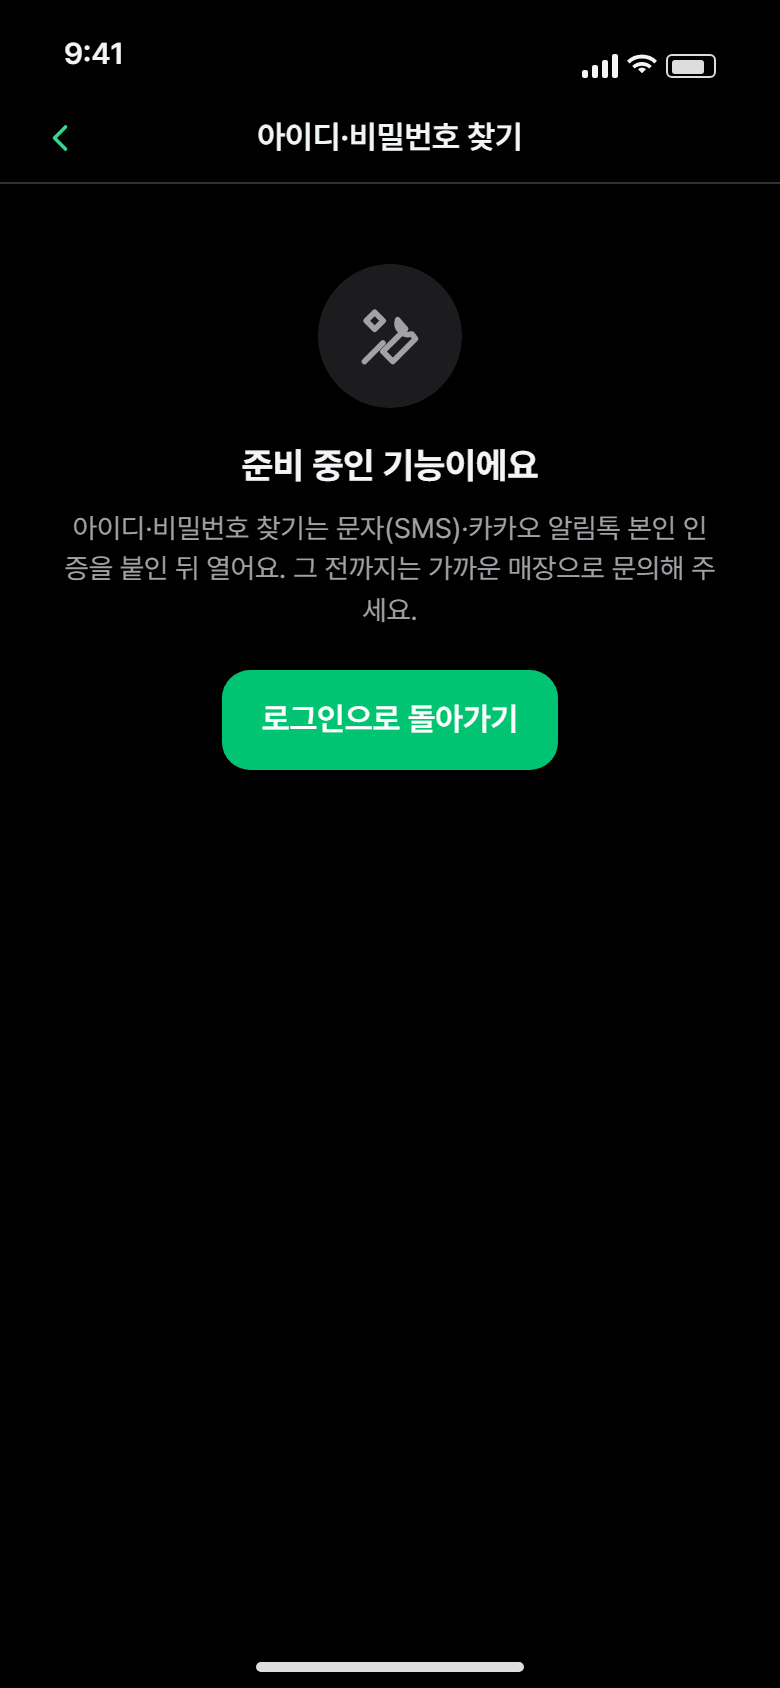 9:41
아이디·비밀번호 찾기
준비 중인 기능이에요
아이디·비밀번호 찾기는 문자(SMS)·카카오 알림톡 본인 인
증을 붙인 뒤 열어요. 그 전까지는 가까운 매장으로 문의해 주
세요.
로그인으로 돌아가기